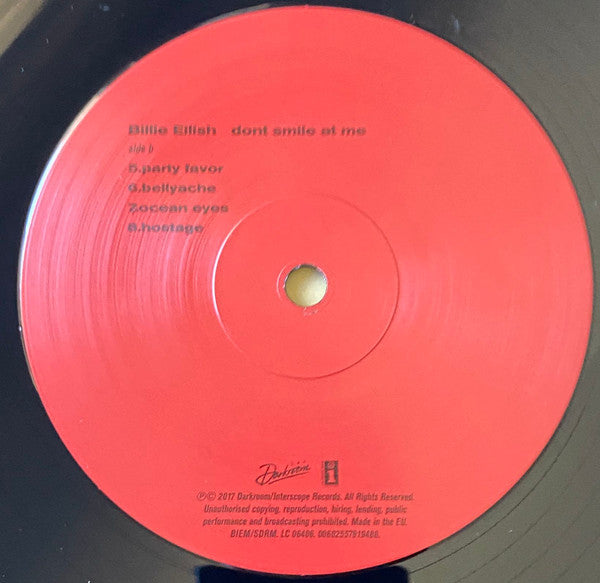 Billie Eilish dont smile at me
side b
5.party favor
6.bellyache
7.ocean eyes
8.hostage
Darkroom i
℗© 2017 Darkroom/Interscope Records. All Rights Reserved.
Unauthorised copying, reproduction, hiring, lending, public
performance and broadcasting prohibited. Made in the EU.
BIEM/SDRM. LC 06406. 00602557919486.